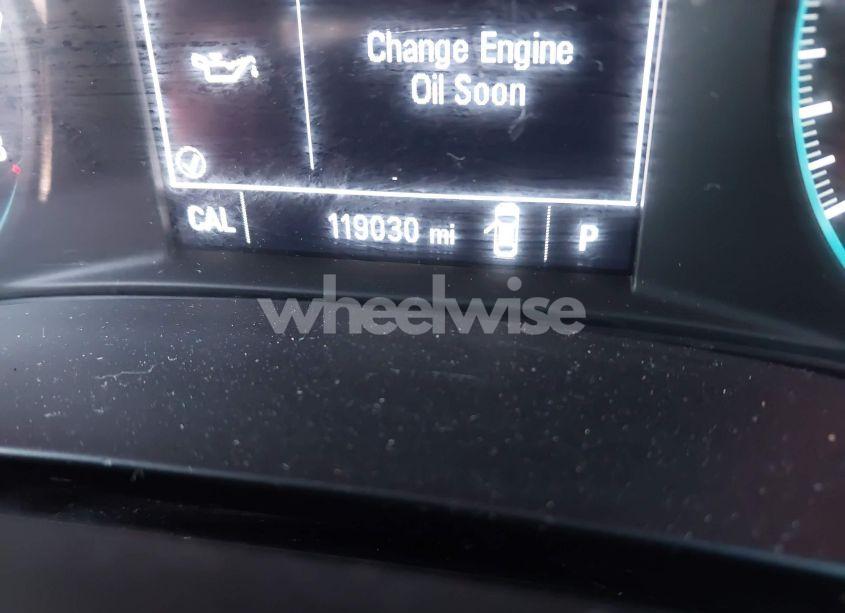 Change Engine
Oil Soon
CAL 119030 mi P
wheelwise